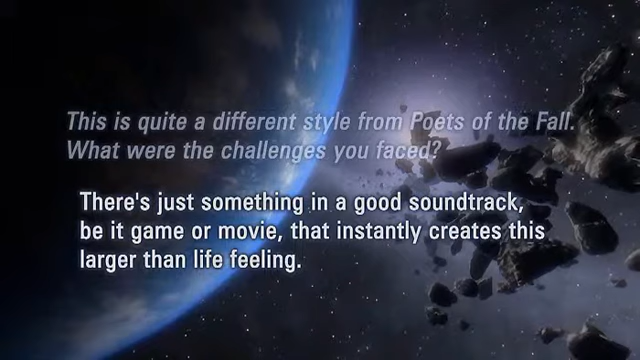 This is quite a different style from Poets of the Fall.
What were the challenges you faced?
There's just something in a good soundtrack,
be it game or movie, that instantly creates this
larger than life feeling.